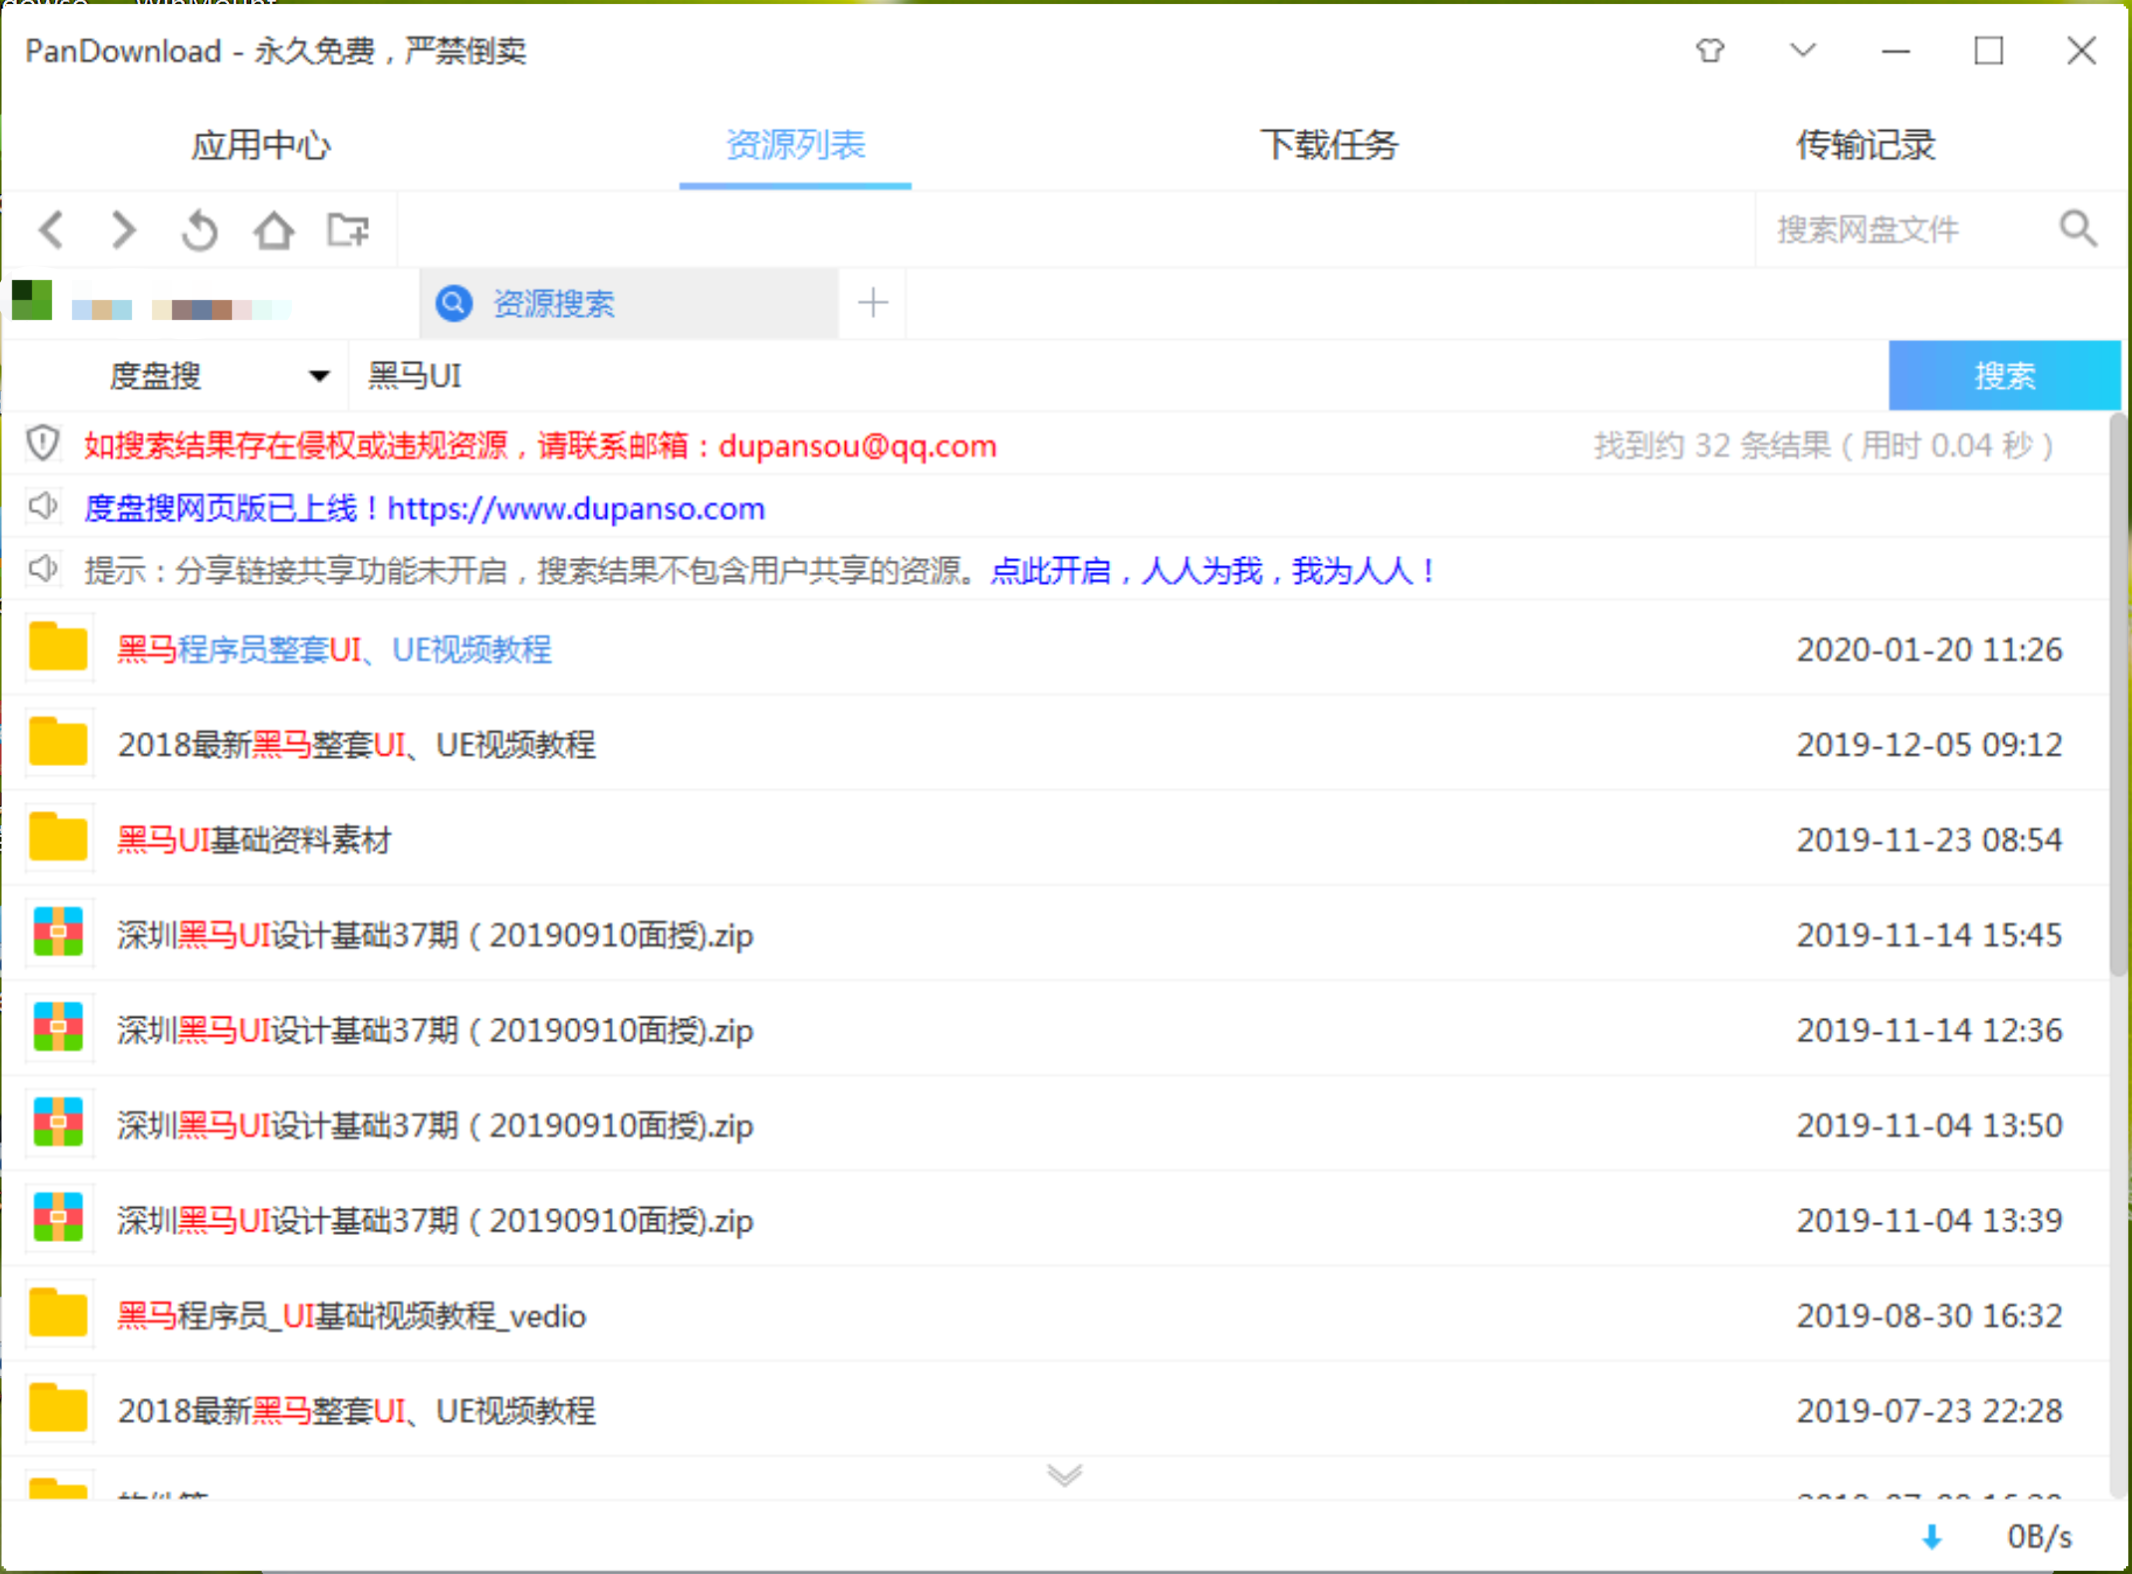 PanDownload - 永久免费，严禁倒卖
应用中心 资源列表 下载任务 传输记录
搜索网盘文件
资源搜索
度盘搜 黑马UI 搜索
如搜索结果存在侵权或违规资源，请联系邮箱：dupansou@qq.com 找到约 32 条结果（用时 0.04 秒）
度盘搜网页版已上线！https://www.dupanso.com
提示：分享链接共享功能未开启，搜索结果不包含用户共享的资源。点此开启，人人为我，我为人人！
黑马程序员整套UI、UE视频教程 2020-01-20 11:26
2018最新黑马整套UI、UE视频教程 2019-12-05 09:12
黑马UI基础资料素材 2019-11-23 08:54
深圳黑马UI设计基础37期（20190910面授).zip 2019-11-14 15:45
深圳黑马UI设计基础37期（20190910面授).zip 2019-11-14 12:36
深圳黑马UI设计基础37期（20190910面授).zip 2019-11-04 13:50
深圳黑马UI设计基础37期（20190910面授).zip 2019-11-04 13:39
黑马程序员_UI基础视频教程_vedio 2019-08-30 16:32
2018最新黑马整套UI、UE视频教程 2019-07-23 22:28
0B/s